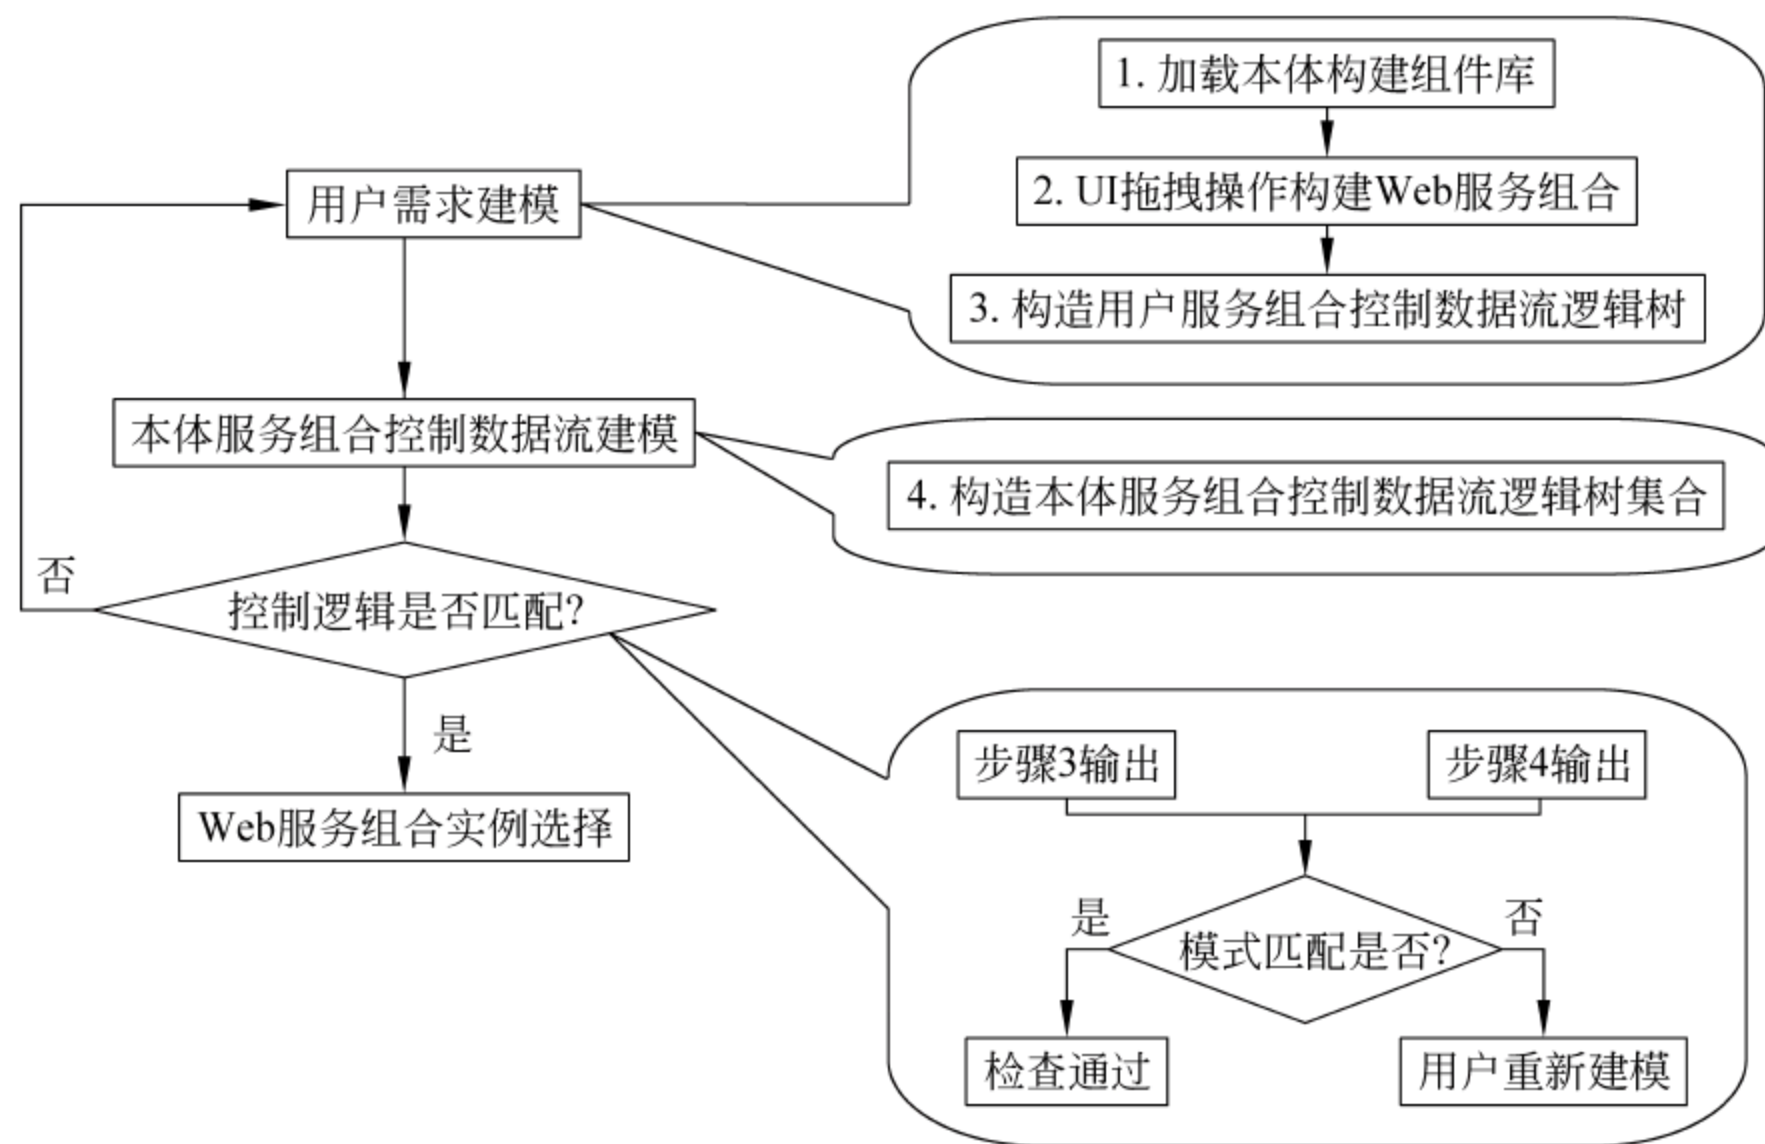 1. 加载本体构建组件库
2. UI拖拽操作构建Web服务组合
用户需求建模
3. 构造用户服务组合控制数据流逻辑树
本体服务组合控制数据流建模
4. 构造本体服务组合控制数据流逻辑树集合
否
控制逻辑是否匹配?
是
Web服务组合实例选择
步骤3输出
步骤4输出
是
否
模式匹配是否?
检查通过
用户重新建模